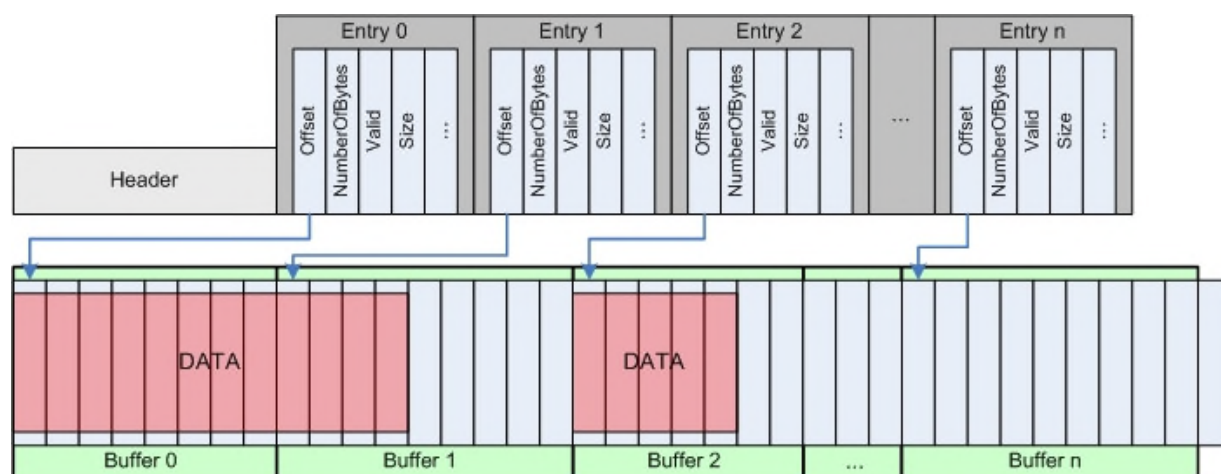 Entry 0
Entry 1
Entry 2
Entry n
Offset
NumberOfBytes
Valid
Size
...
Offset
NumberOfBytes
Valid
Size
...
Offset
NumberOfBytes
Valid
Size
...
...
Offset
NumberOfBytes
Valid
Size
...
Header
DATA
DATA
Buffer 0
Buffer 1
Buffer 2
...
Buffer n